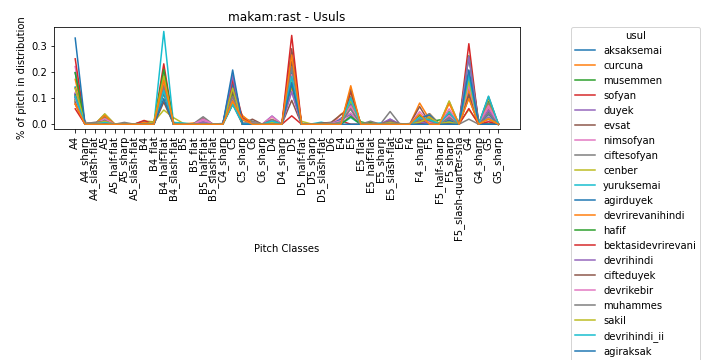 makam:rast - Usuls
% of pitch in distribution
0.3
0.2
0.1
0.0
A4
A4_sharp
A4_slash-flat
A5
A5_half-flat
A5_sharp
A5_slash-flat
B4
B4_flat
B4_half-flat
B4_slash-flat
B5
B5_flat
B5_half-flat
B5_slash-flat
C4_sharp
C5
C5_sharp
C6
C6_sharp
D4
D4_sharp
D5
D5_half-flat
D5_sharp
D5_slash-flat
D6
E4
E5
E5_flat
E5_half-flat
E5_sharp
E5_slash-flat
E6
F4
F4_sharp
F5
F5_half-sharp
F5_sharp
F5_slash-quarter-sha
G4
G4_sharp
G5
G5_sharp
Pitch Classes
usul
aksaksemai
curcuna
musemmen
sofyan
duyek
evsat
nimsofyan
ciftesofyan
cenber
yuruksemai
agirduyek
devrirevanihindi
hafif
bektasidevrirevani
devrihindi
cifteduyek
devrikebir
muhammes
sakil
devrihindi_ii
agiraksak